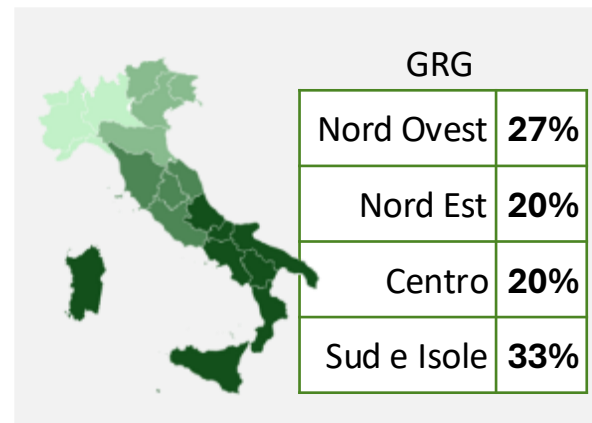 GRG
Nord Ovest 27%
Nord Est 20%
Centro 20%
Sud e Isole 33%